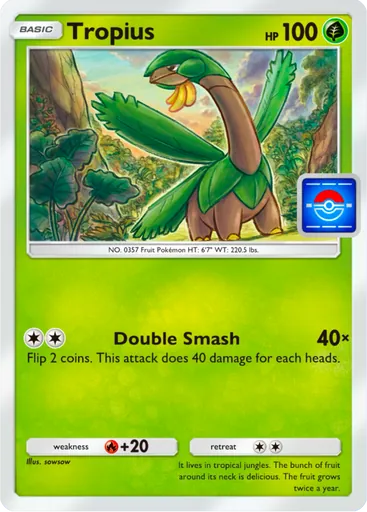 BASIC Tropius HP 100
NO. 0357 Fruit Pokémon HT: 6'7" WT: 220.5 lbs.
Double Smash 40×
Flip 2 coins. This attack does 40 damage for each heads.
weakness +20 retreat
Illus. sowsow
It lives in tropical jungles. The bunch of
fruit around its neck is delicious. The fruit grows
twice a year.